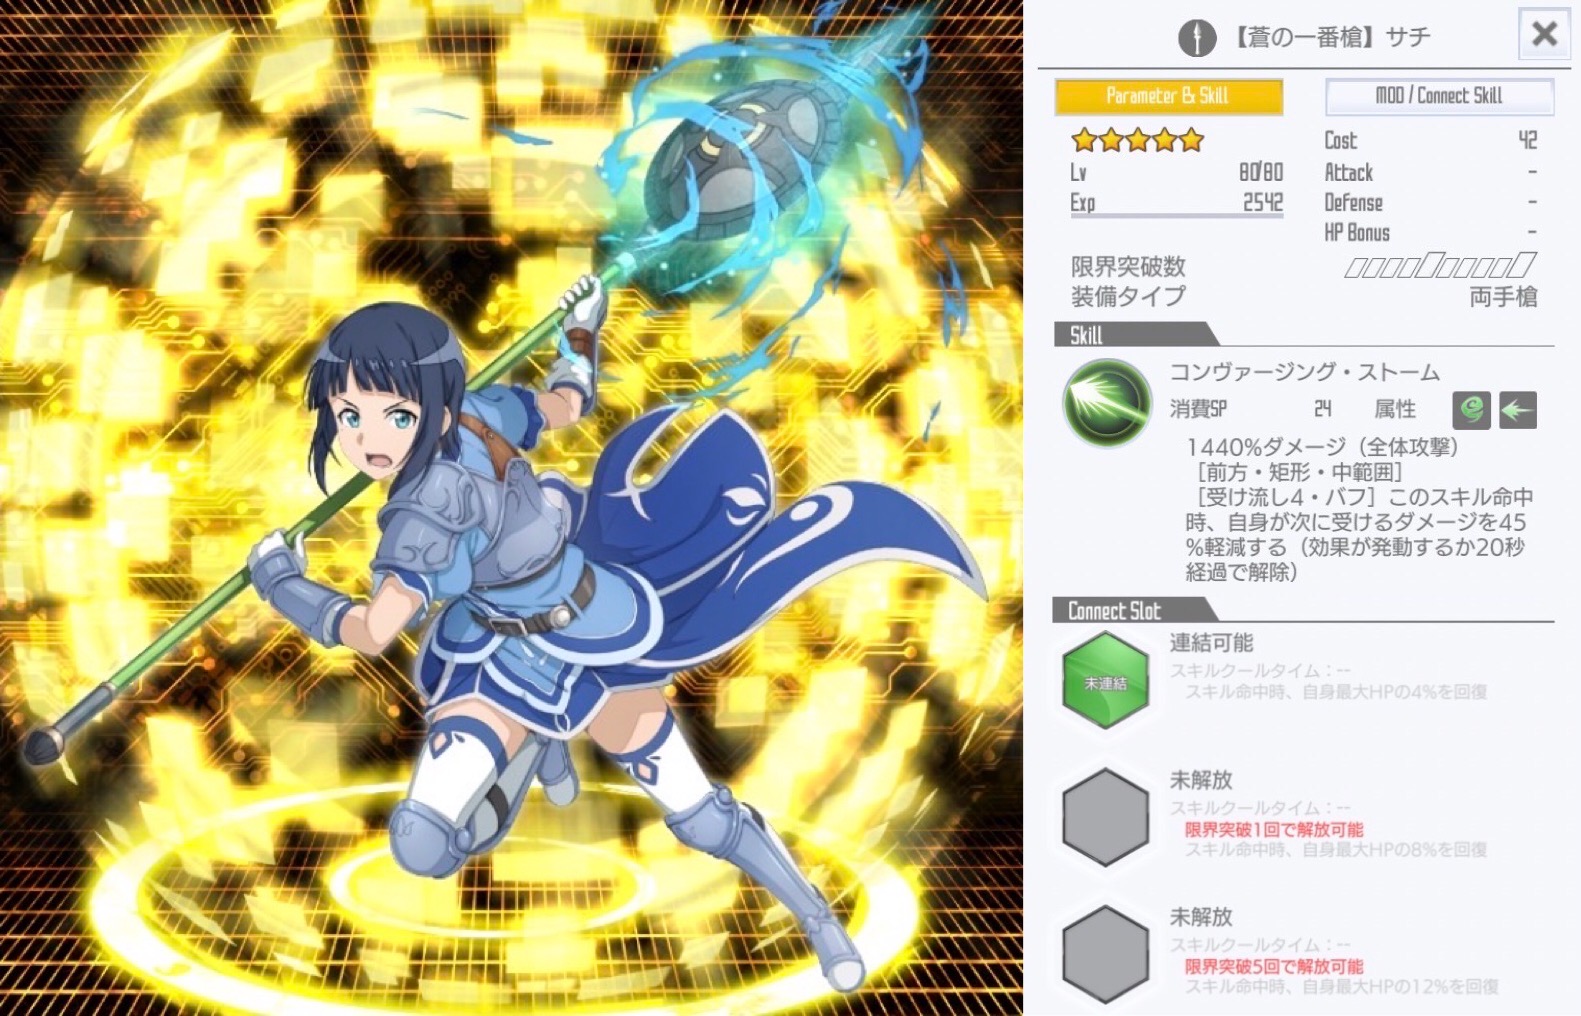 【蒼の一番槍】サチ
Parameter & Skill
MOD / Connect Skill
Lv 80/80
Exp 2542
Cost 42
Attack -
Defense -
HP Bonus -
限界突破数
装備タイプ 両手槍
Skill
コンヴァージング・ストーム
消費SP 24 属性
1440%ダメージ（全体攻撃）
［前方・矩形・中範囲］
［受け流し4・バフ］このスキル命中
時、自身が次に受けるダメージを45
%軽減する（効果が発動するか20秒
経過で解除）
Connect Slot
未連結
連結可能
スキルクールタイム：--
スキル命中時、自身最大HPの4%を回復
未解放
スキルクールタイム：--
限界突破1回で解放可能
スキル命中時、自身最大HPの8%を回復
未解放
スキルクールタイム：--
限界突破5回で解放可能
スキル命中時、自身最大HPの12%を回復